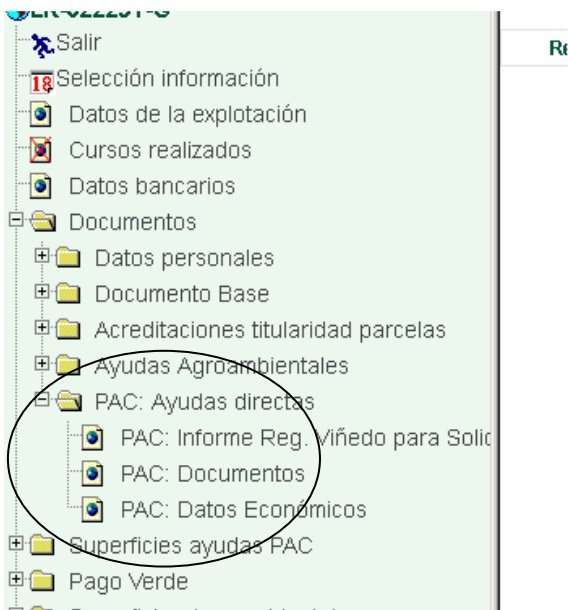 Salir
Re
18
Selección información
Datos de la explotación
Cursos realizados
Datos bancarios
Documentos
Datos personales
Documento Base
Acreditaciones titularidad parcelas
Ayudas Agroambientales
PAC: Ayudas directas
PAC: Informe Reg. Viñedo para Solic
PAC: Documentos
PAC: Datos Económicos
Superficies ayudas PAC
Pago Verde